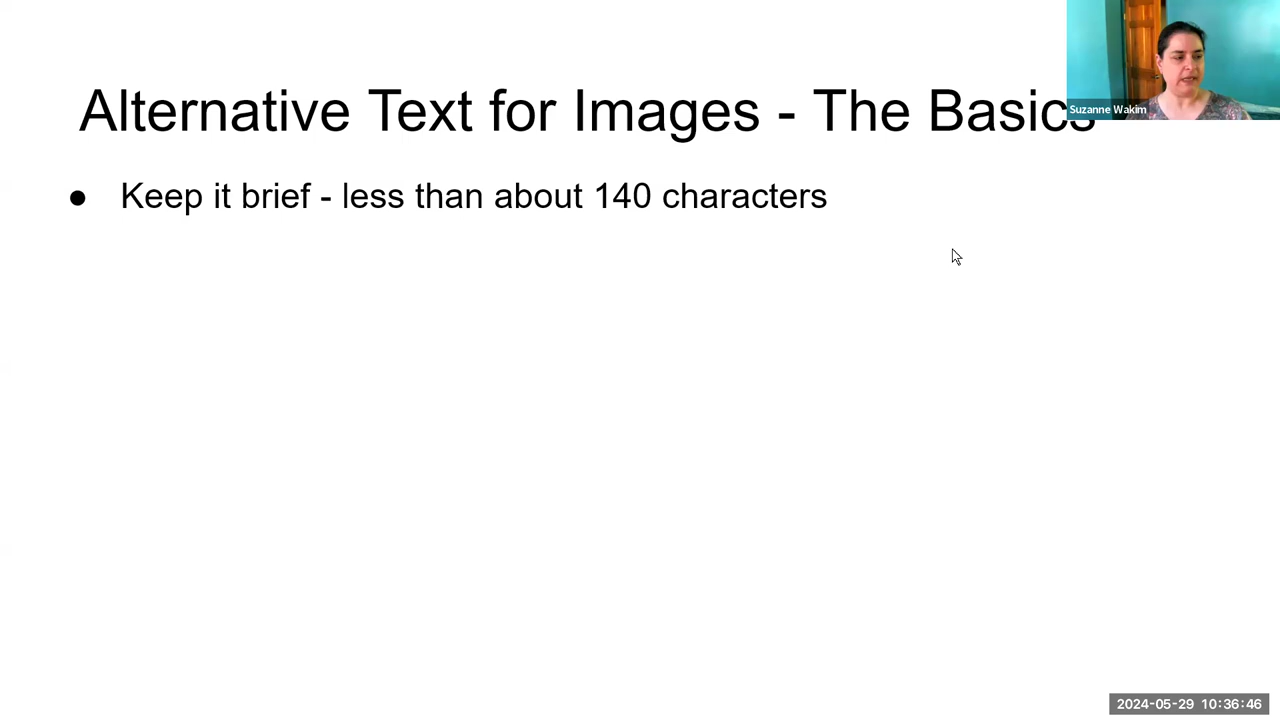 Alternative Text for Images - The Basics
Suzanne Wakim
● Keep it brief - less than about 140 characters
2024-05-29 10:36:46